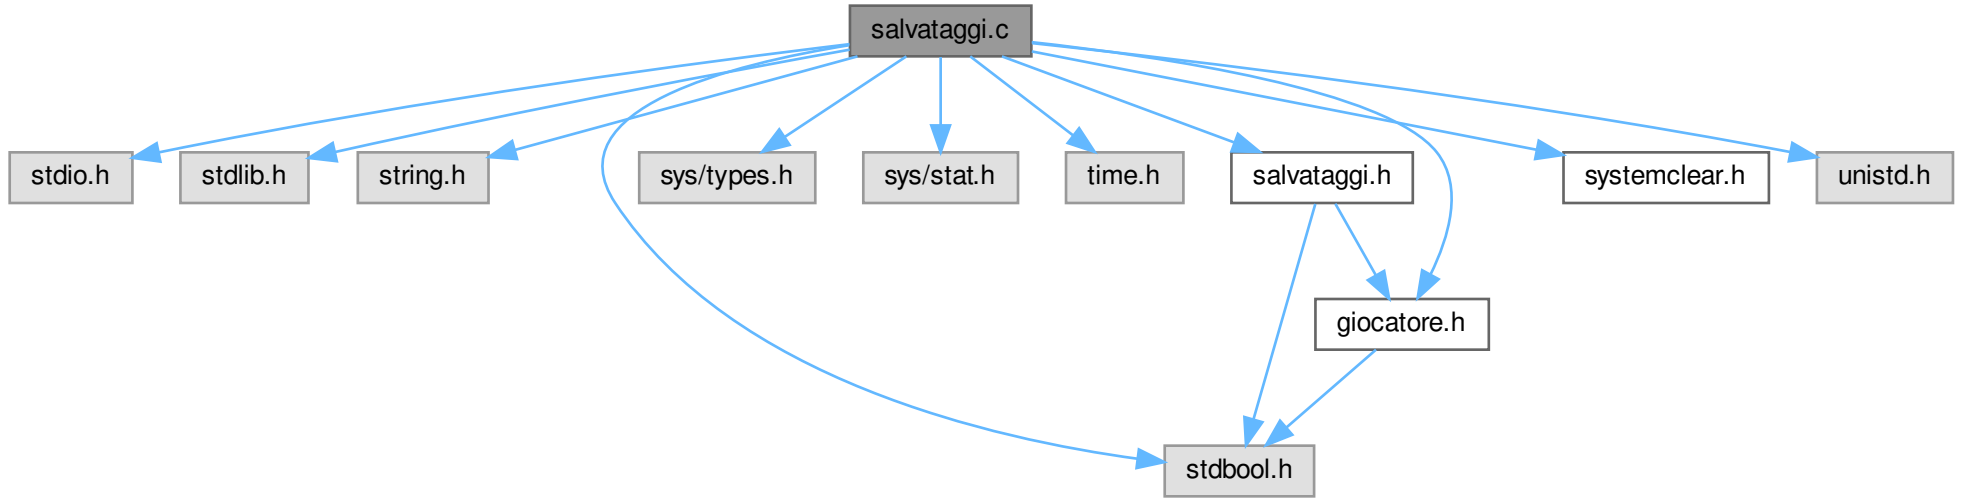 salvataggi.c
stdio.h
stdlib.h
string.h
sys/types.h
sys/stat.h
time.h
salvataggi.h
systemclear.h
unistd.h
giocatore.h
stdbool.h